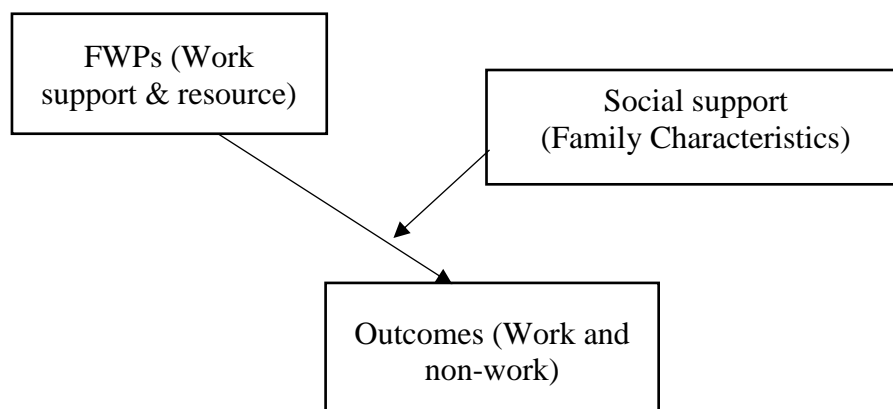 FWPs (Work
support & resource)
Social support
(Family Characteristics)
Outcomes (Work and
non-work)